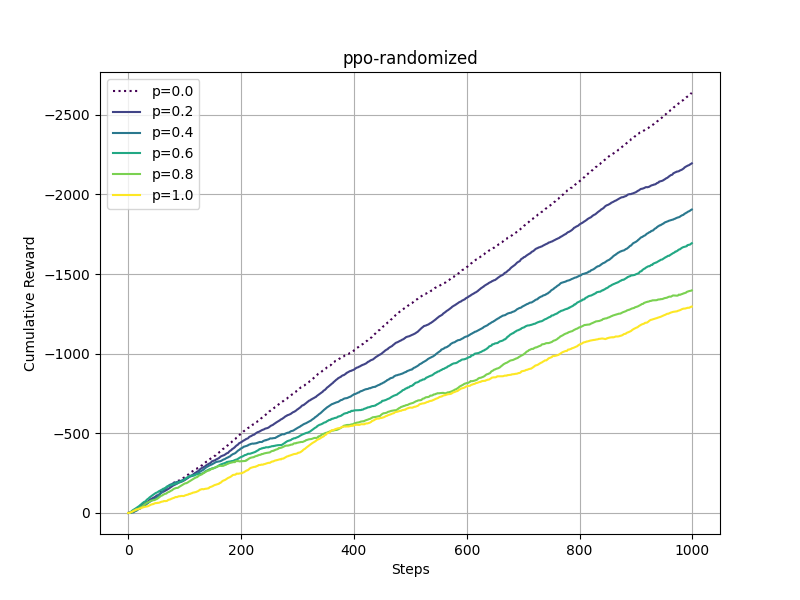 ppo-randomized
p=0.0
p=0.2
p=0.4
p=0.6
p=0.8
p=1.0
Cumulative Reward
−2500
−2000
−1500
−1000
−500
0
0 200 400 600 800 1000
Steps